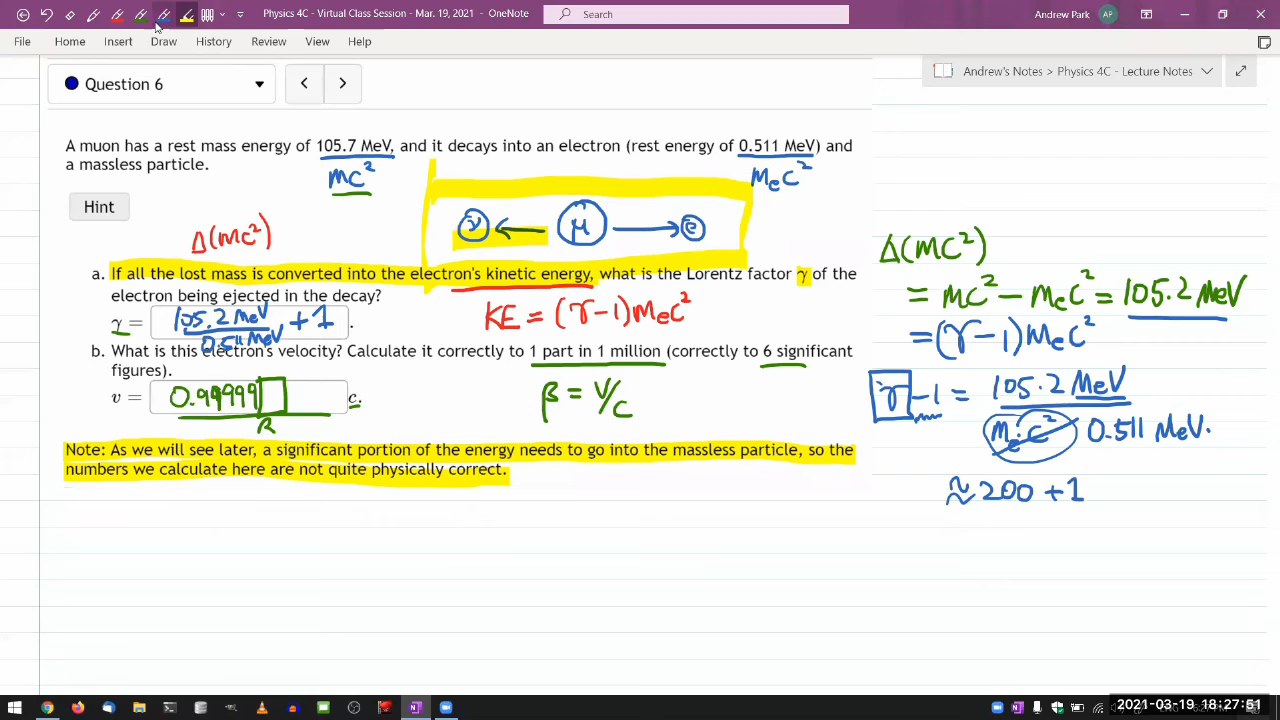 Physics 4C - Virtual Class Session - Mar. 19, 2021 - OneNote
Search
Andrew Park
AP
File Home Insert Draw History Review View Help
Andrew's Notes > Physics 4C - Lecture Notes
Question 6
A muon has a rest mass energy of 105.7 MeV, and it decays into an electron (rest energy of 0.511 MeV) and
a massless particle.
mc²
MₑC²
Hint
ν ← μ → e
Δ(mc²)
a. If all the lost mass is converted into the electron's kinetic energy, what is the Lorentz factor γ of the
electron being ejected in the decay?
γ = 105.2 MeV / 0.511 MeV + 1 .
KE = (γ-1)MₑC²
b. What is this electron's velocity? Calculate it correctly to 1 part in 1 million (correctly to 6 significant
figures).
v = 0.99999 c.
β = V/C
Note: As we will see later, a significant portion of the energy needs to go into the massless particle, so the
numbers we calculate here are not quite physically correct.
Δ(MC²)
= MC² - MₑC² = 105.2 MeV
= (γ-1)MₑC²
γ-1 = 105.2 MeV
MₑC² 0.511 MeV.
≈ 200 +1
2021-03-19 18:27:51